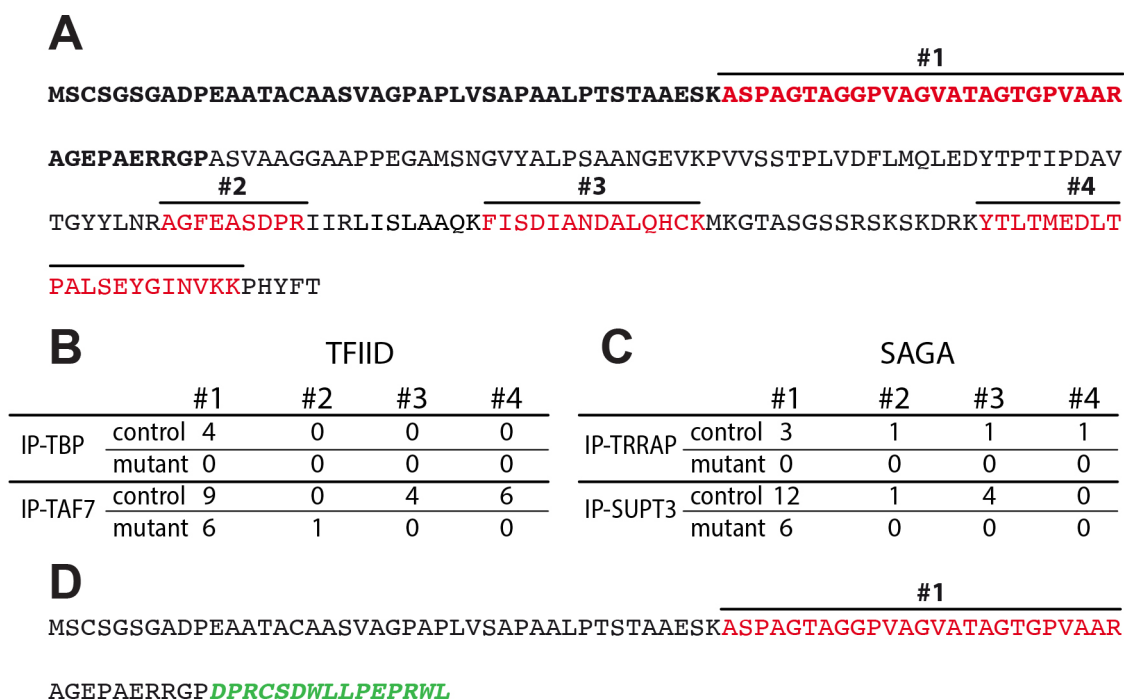 A
#1
MSCSGSGADPEAATACAASVAGPAPLVSAPAALPTSTAAESKASPAGTAGGPVAGVATAGTGPVAAR
AGEPAERRGPASVAAGGAAPPEGAMSNGVYALPSAANGEVKPVVSSTPLVDFLMQLEDYTPTIPDAV
#2 #3 #4
TGYYLNRAGFEASDPRIIRLISLAAQKFISDIANDALQHCKMKGTASGSSRSKSKDRKYTLTMEDLT
PALSEYGINVKKPHYFT
B TFIID
#1 #2 #3 #4
IP-TBP control 4 0 0 0
mutant 0 0 0 0
IP-TAF7 control 9 0 4 6
mutant 6 1 0 0
C SAGA
#1 #2 #3 #4
IP-TRRAP control 3 1 1 1
mutant 0 0 0 0
IP-SUPT3 control 12 1 4 0
mutant 6 0 0 0
D
#1
MSCSGSGADPEAATACAASVAGPAPLVSAPAALPTSTAAESKASPAGTAGGPVAGVATAGTGPVAAR
AGEPAERRGPDPRCSDWLLPEPRWL